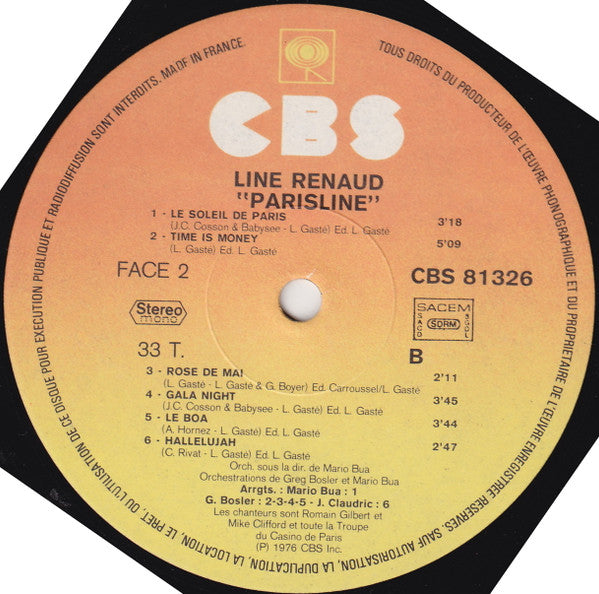 CBS
LINE RENAUD
"PARISLINE"
1 - LE SOLEIL DE PARIS 3'18
(J.C. Cosson & Babysee - L. Gasté) Ed. L. Gasté
2 - TIME IS MONEY 5'09
(L. Gasté) Ed. L. Gasté
FACE 2
CBS 81326
Stereo
mono
SACEM
SACD
SDRM
SGDL
33 T.
B
3 - ROSE DE MAI 2'11
(L. Gasté - L. Gasté & G. Boyer) Ed. Carroussel/L. Gasté
4 - GALA NIGHT 3'45
(J.C. Cosson & Babysee - L. Gasté) Ed. L. Gasté
5 - LE BOA 3'44
(A. Hornez - L. Gasté) Ed. L. Gasté
6 - HALLELUJAH 2'47
(C. Rivat - L. Gasté) Ed. L. Gasté
Orch. sous la dir. de Mario Bua
Orchestrations de Greg Bosler et Mario Bua
Arrgts. : Mario Bua : 1
G. Bosler : 2-3-4-5 - J. Claudric : 6
Les chanteurs sont Romain Gilbert et
Mike Clifford et toute la Troupe
du Casino de Paris
(P) 1976 CBS Inc.
TOUS DROITS DU PRODUCTEUR DE L'ŒUVRE PHONOGRAPHIQUE ET DU PROPRIETAIRE DE L'ŒUVRE ENREGISTREE RESERVES. SAUF AUTORISATION, LA DUPLICATION, LA LOCATION, LE PRET, OU L'UTILISATION DE CE DISQUE POUR EXECUTION PUBLIQUE ET RADIODIFFUSION SONT INTERDITS. MADE IN FRANCE.